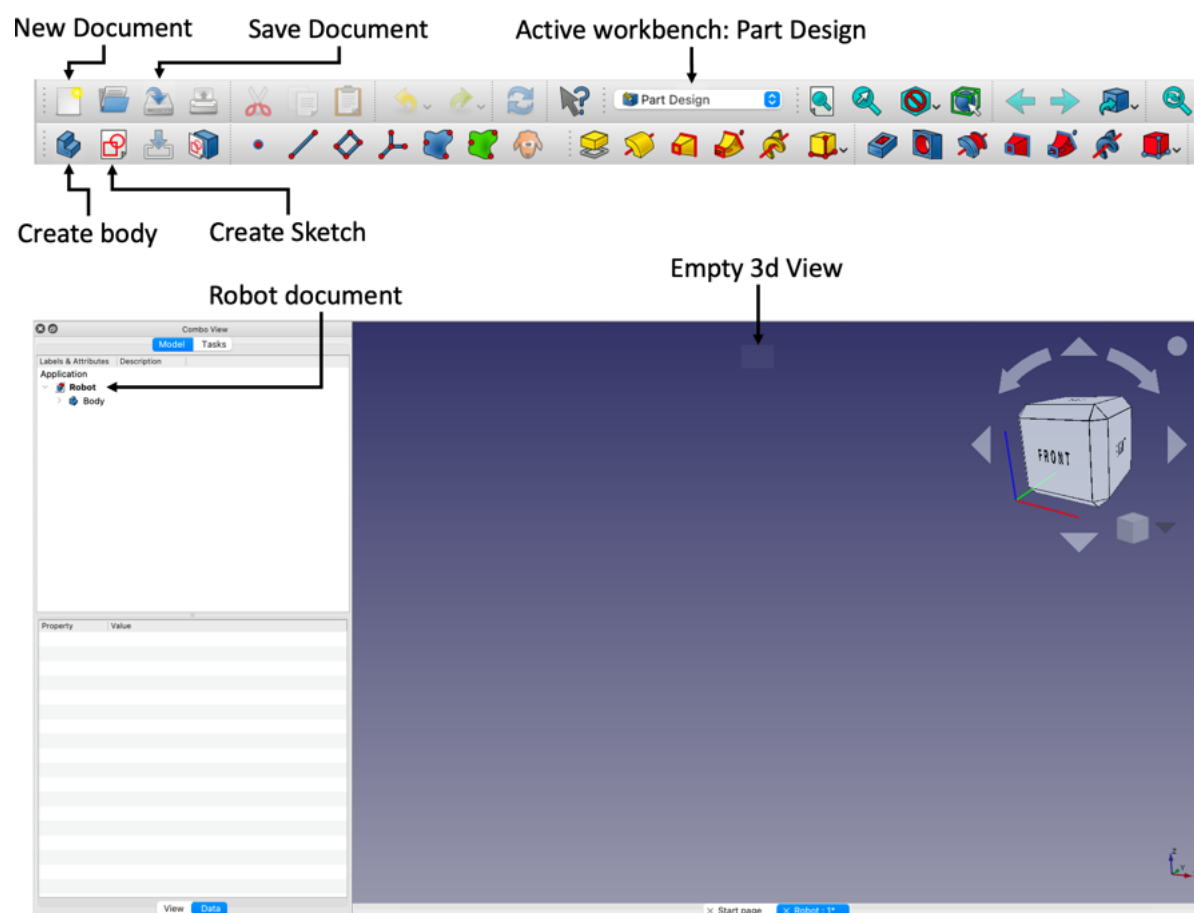 New Document
Save Document
Active workbench: Part Design
Part Design
Create body
Create Sketch
Empty 3d View
Robot document
Combo View
Model Tasks
Labels & Attributes Description
Application
Robot
Body
FRONT
Property Value
View Data
Z
Y
Start page Robot : 1*